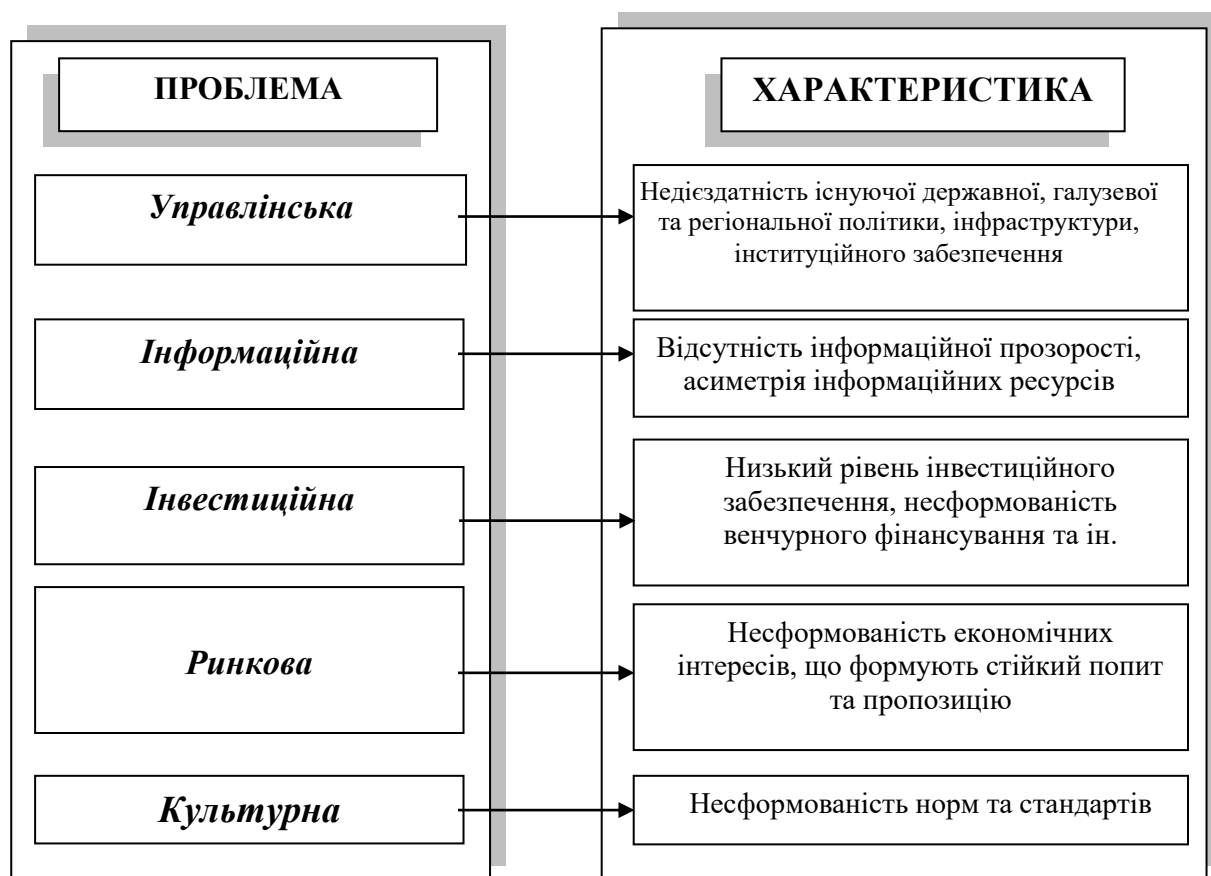 ПРОБЛЕМА
ХАРАКТЕРИСТИКА
Управлінська
Недієздатність існуючої державної, галузевої
та регіональної політики, інфраструктури,
інституційного забезпечення
Інформаційна
Відсутність інформаційної прозорості,
асиметрія інформаційних ресурсів
Інвестиційна
Низький рівень інвестиційного
забезпечення, несформованість
венчурного фінансування та ін.
Ринкова
Несформованість економічних
інтересів, що формують стійкий попит
та пропозицію
Культурна
Несформованість норм та стандартів